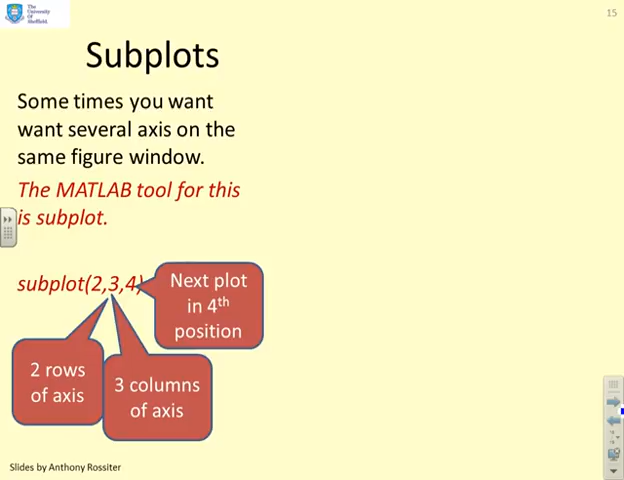 The
University
Of
Sheffield.
15
Subplots
Some times you want
want several axis on the
same figure window.
The MATLAB tool for this
is subplot.
subplot(2,3,4)
Next plot
in 4th
position
2 rows
of axis
3 columns
of axis
Slides by Anthony Rossiter